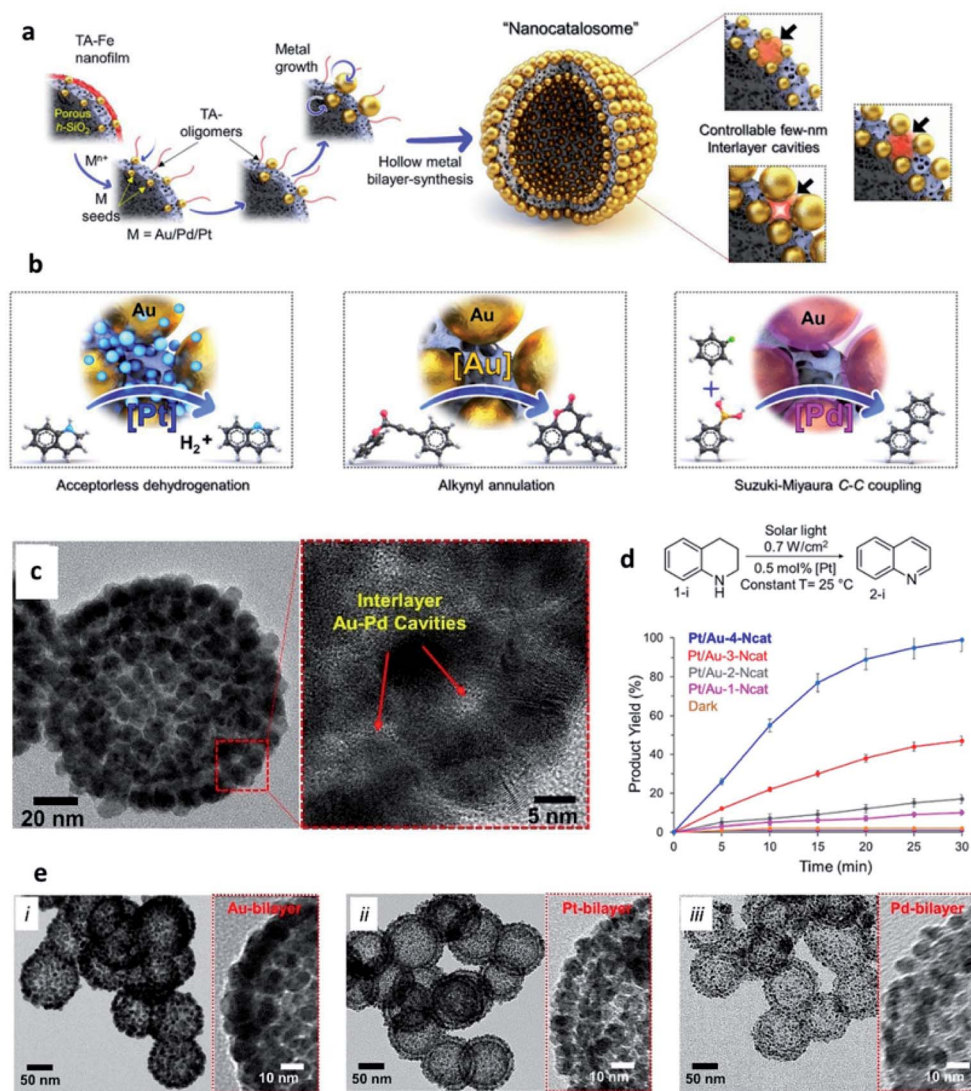 a
TA-Fe
nanofilm
Porous
h-SiO₂
Mⁿ⁺
M
seeds
TA-
oligomers
M = Au/Pd/Pt
Metal
growth
Hollow metal
bilayer-synthesis
"Nanocatalosome"
Controllable few-nm
Interlayer cavities
b
Au
[Pt]
H₂+
Acceptorless dehydrogenation
Au
[Au]
Alkynyl annulation
Au
+
[Pd]
Suzuki-Miyaura C-C coupling
c
20 nm
Interlayer
Au-Pd Cavities
5 nm
d
Solar light
0.7 W/cm²
0.5 mol% [Pt]
Constant T= 25 °C
N
H
1-i
N
2-i
Pt/Au-4-Ncat
Pt/Au-3-Ncat
Pt/Au-2-Ncat
Pt/Au-1-Ncat
Dark
Product Yield (%)
100
80
60
40
20
0
0 5 10 15 20 25 30
Time (min)
e
i
50 nm
Au-bilayer
10 nm
ii
50 nm
Pt-bilayer
10 nm
iii
50 nm
Pd-bilayer
10 nm